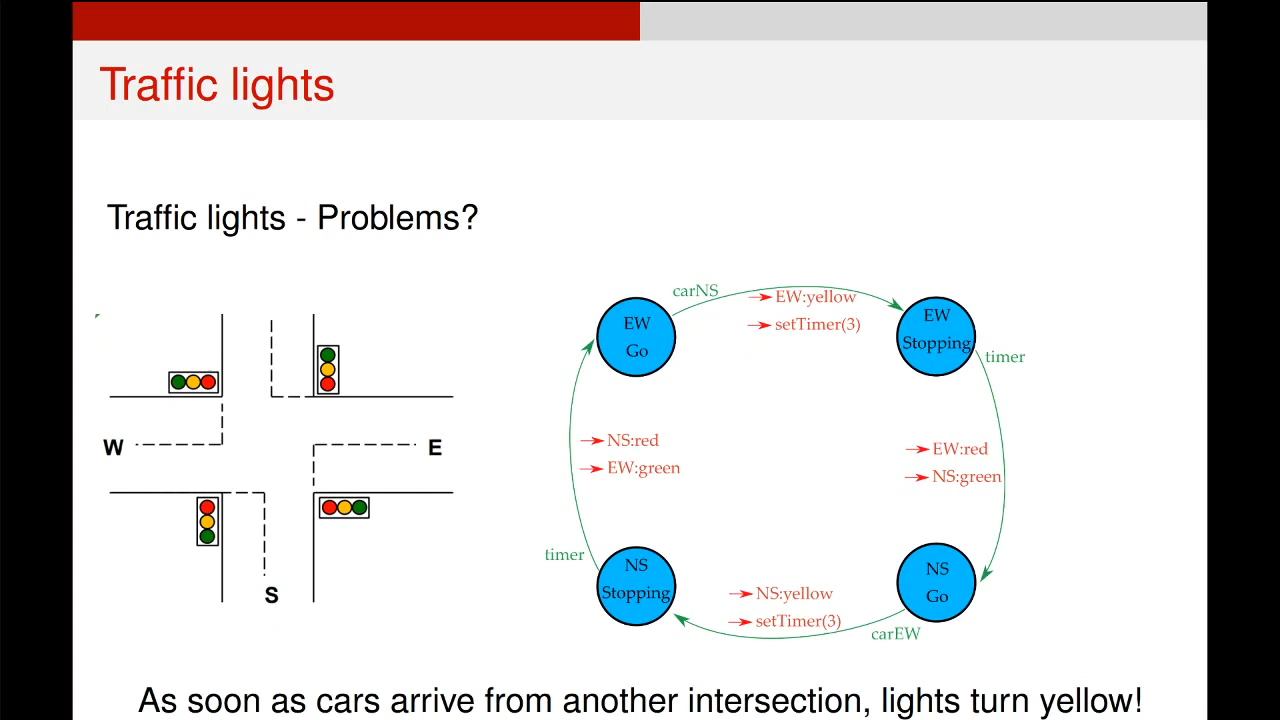 Traffic lights
Traffic lights - Problems?
W
E
S
carNS
EW:yellow
setTimer(3)
EW
Go
EW
Stopping
timer
NS:red
EW:green
EW:red
NS:green
timer
NS
Stopping
NS:yellow
setTimer(3)
NS
Go
carEW
As soon as cars arrive from another intersection, lights turn yellow!